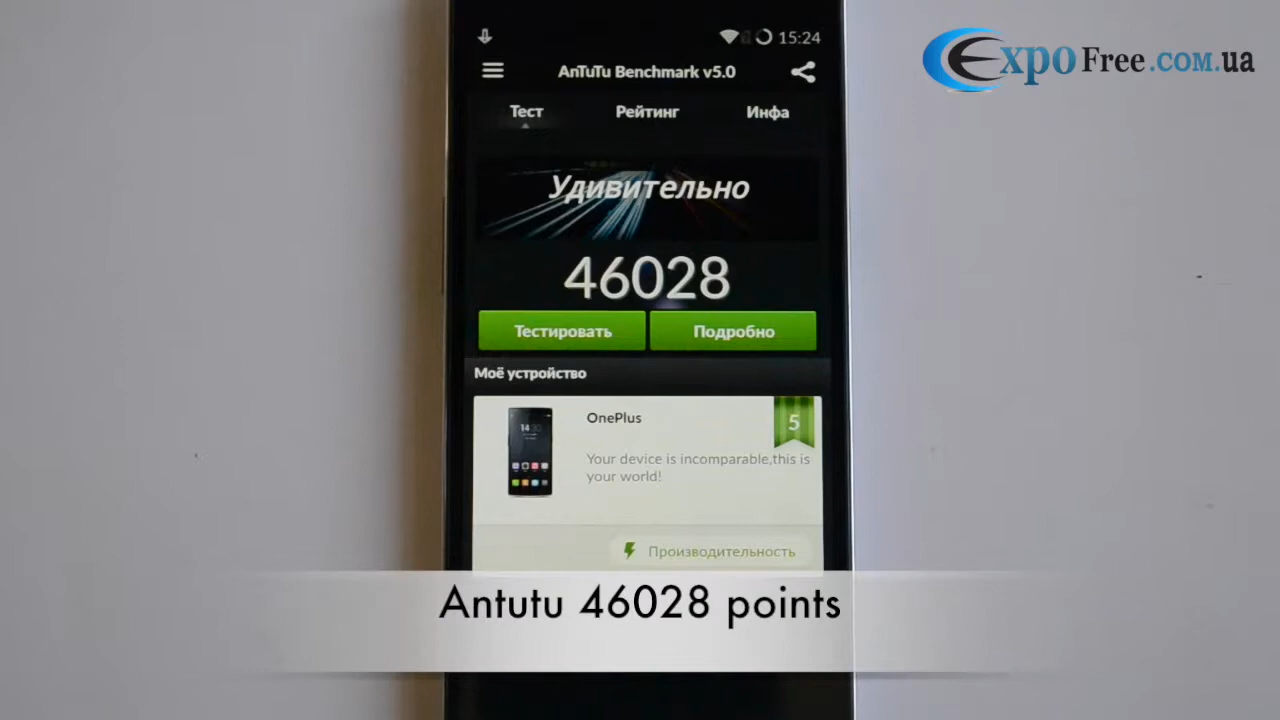 15:24
ExpoFree.com.ua
AnTuTu Benchmark v5.0
Тест Рейтинг Инфа
Удивительно
46028
Тестировать Подробно
Моё устройство
OnePlus
5
Your device is incomparable,this is
your world!
Производительность
Antutu 46028 points